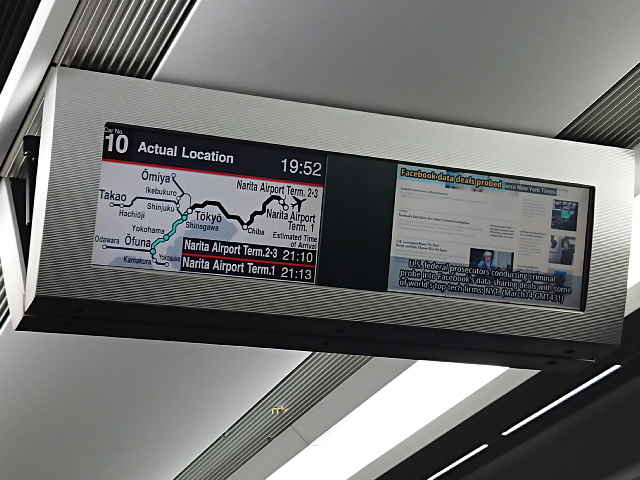 Car No.
10 Actual Location 19:52
Ōmiya
Ikebukuro
Takao
Shinjuku
Hachiōji
Narita Airport Term. 2-3
Narita Airport Term. 1
Tōkyō
Shinagawa
Chiba
Yokohama
Ōfuna
Odawara
Kamakura
Yokosuka
Estimated Time
of Arrival
Narita Airport Term.2-3 21:10
Narita Airport Term.1 21:13
Facebook data deals probed
New York Times
U.S. federal prosecutors conducting criminal
probe into Facebook's data-sharing deals with some
of world's top tech firms: NYT. (March14 GMT431)